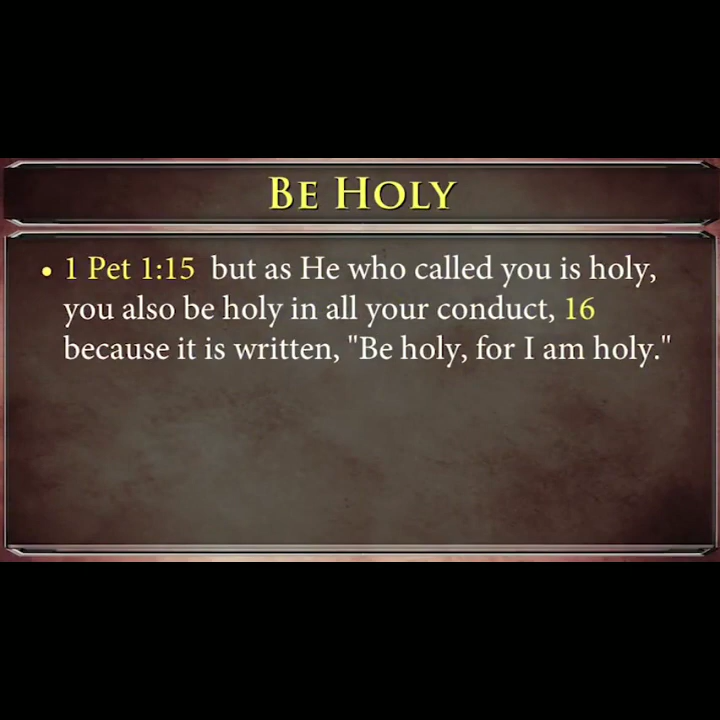 Be Holy
• 1 Pet 1:15 but as He who called you is holy,
you also be holy in all your conduct, 16
because it is written, "Be holy, for I am holy."